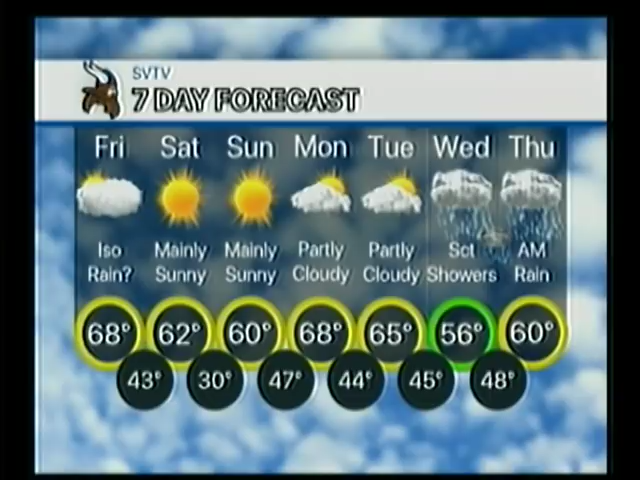 SVTV
7 DAY FORECAST
Fri Sat Sun Mon Tue Wed Thu
Iso Mainly Mainly Partly Partly Sct AM
Rain? Sunny Sunny Cloudy Cloudy Showers Rain
68° 62° 60° 68° 65° 56° 60°
43° 30° 47° 44° 45° 48°